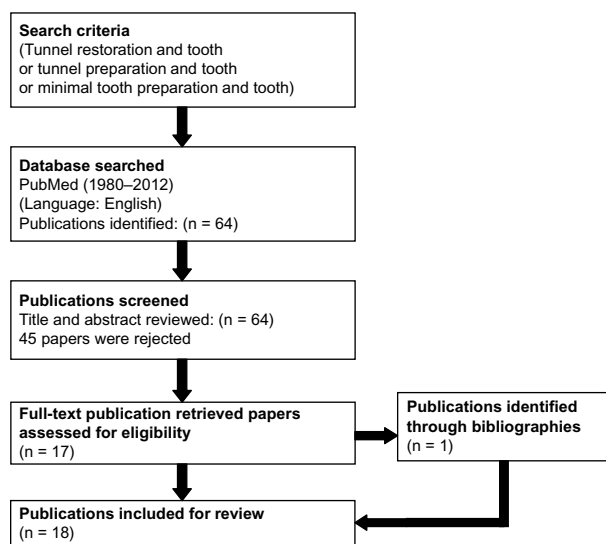 Search criteria
(Tunnel restoration and tooth
or tunnel preparation and tooth
or minimal tooth preparation and tooth)
Database searched
PubMed (1980–2012)
(Language: English)
Publications identified: (n = 64)
Publications screened
Title and abstract reviewed: (n = 64)
45 papers were rejected
Full-text publication retrieved papers
assessed for eligibility
(n = 17)
Publications identified
through bibliographies
(n = 1)
Publications included for review
(n = 18)